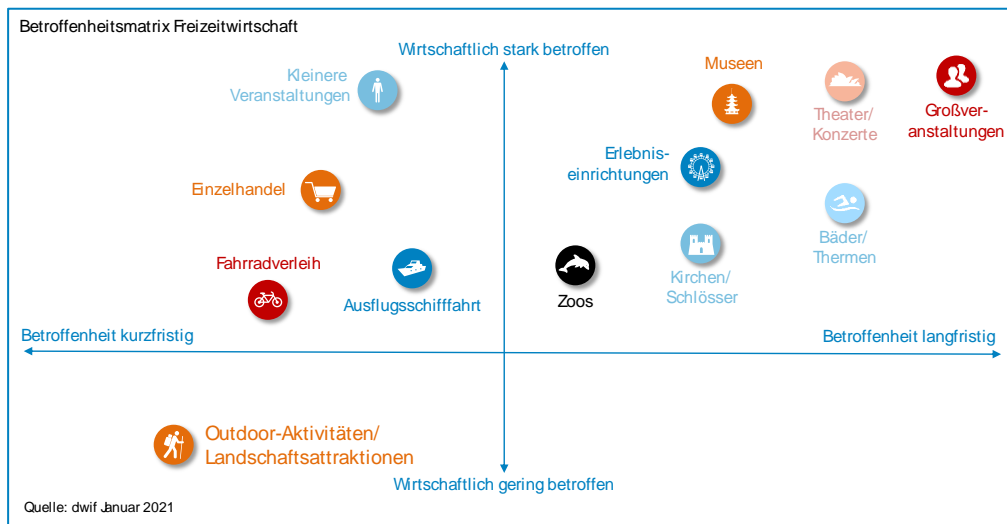 Betroffenheitsmatrix Freizeitwirtschaft
Wirtschaftlich stark betroffen
Kleinere
Veranstaltungen
Museen
Theater/
Konzerte
Großver-
anstaltungen
Erlebnis-
einrichtungen
Einzelhandel
Bäder/
Thermen
Fahrradverleih
Ausflugsschifffahrt
Zoos
Kirchen/
Schlösser
Betroffenheit kurzfristig
Betroffenheit langfristig
Outdoor-Aktivitäten/
Landschaftsattraktionen
Wirtschaftlich gering betroffen
Quelle: dwif Januar 2021